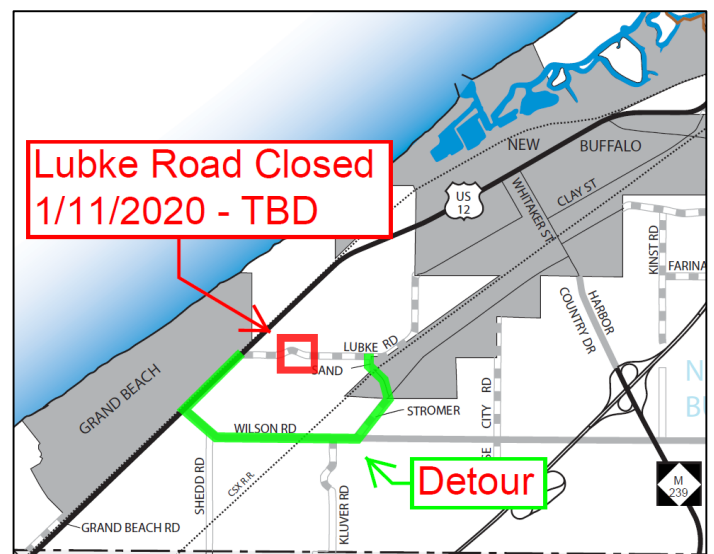 NEW BUFFALO
Lubke Road Closed
1/11/2020 - TBD
US
12
WHITAKER ST.
CLAY ST
KINST RD
FARINA
HARBOR
COUNTRY DR
LUBKE RD
SAND
GRAND BEACH
STROMER
CITY RD
SE
N
B
WILSON RD
SHEDD RD
CSX R.R.
KLUVER RD
Detour
M
239
GRAND BEACH RD